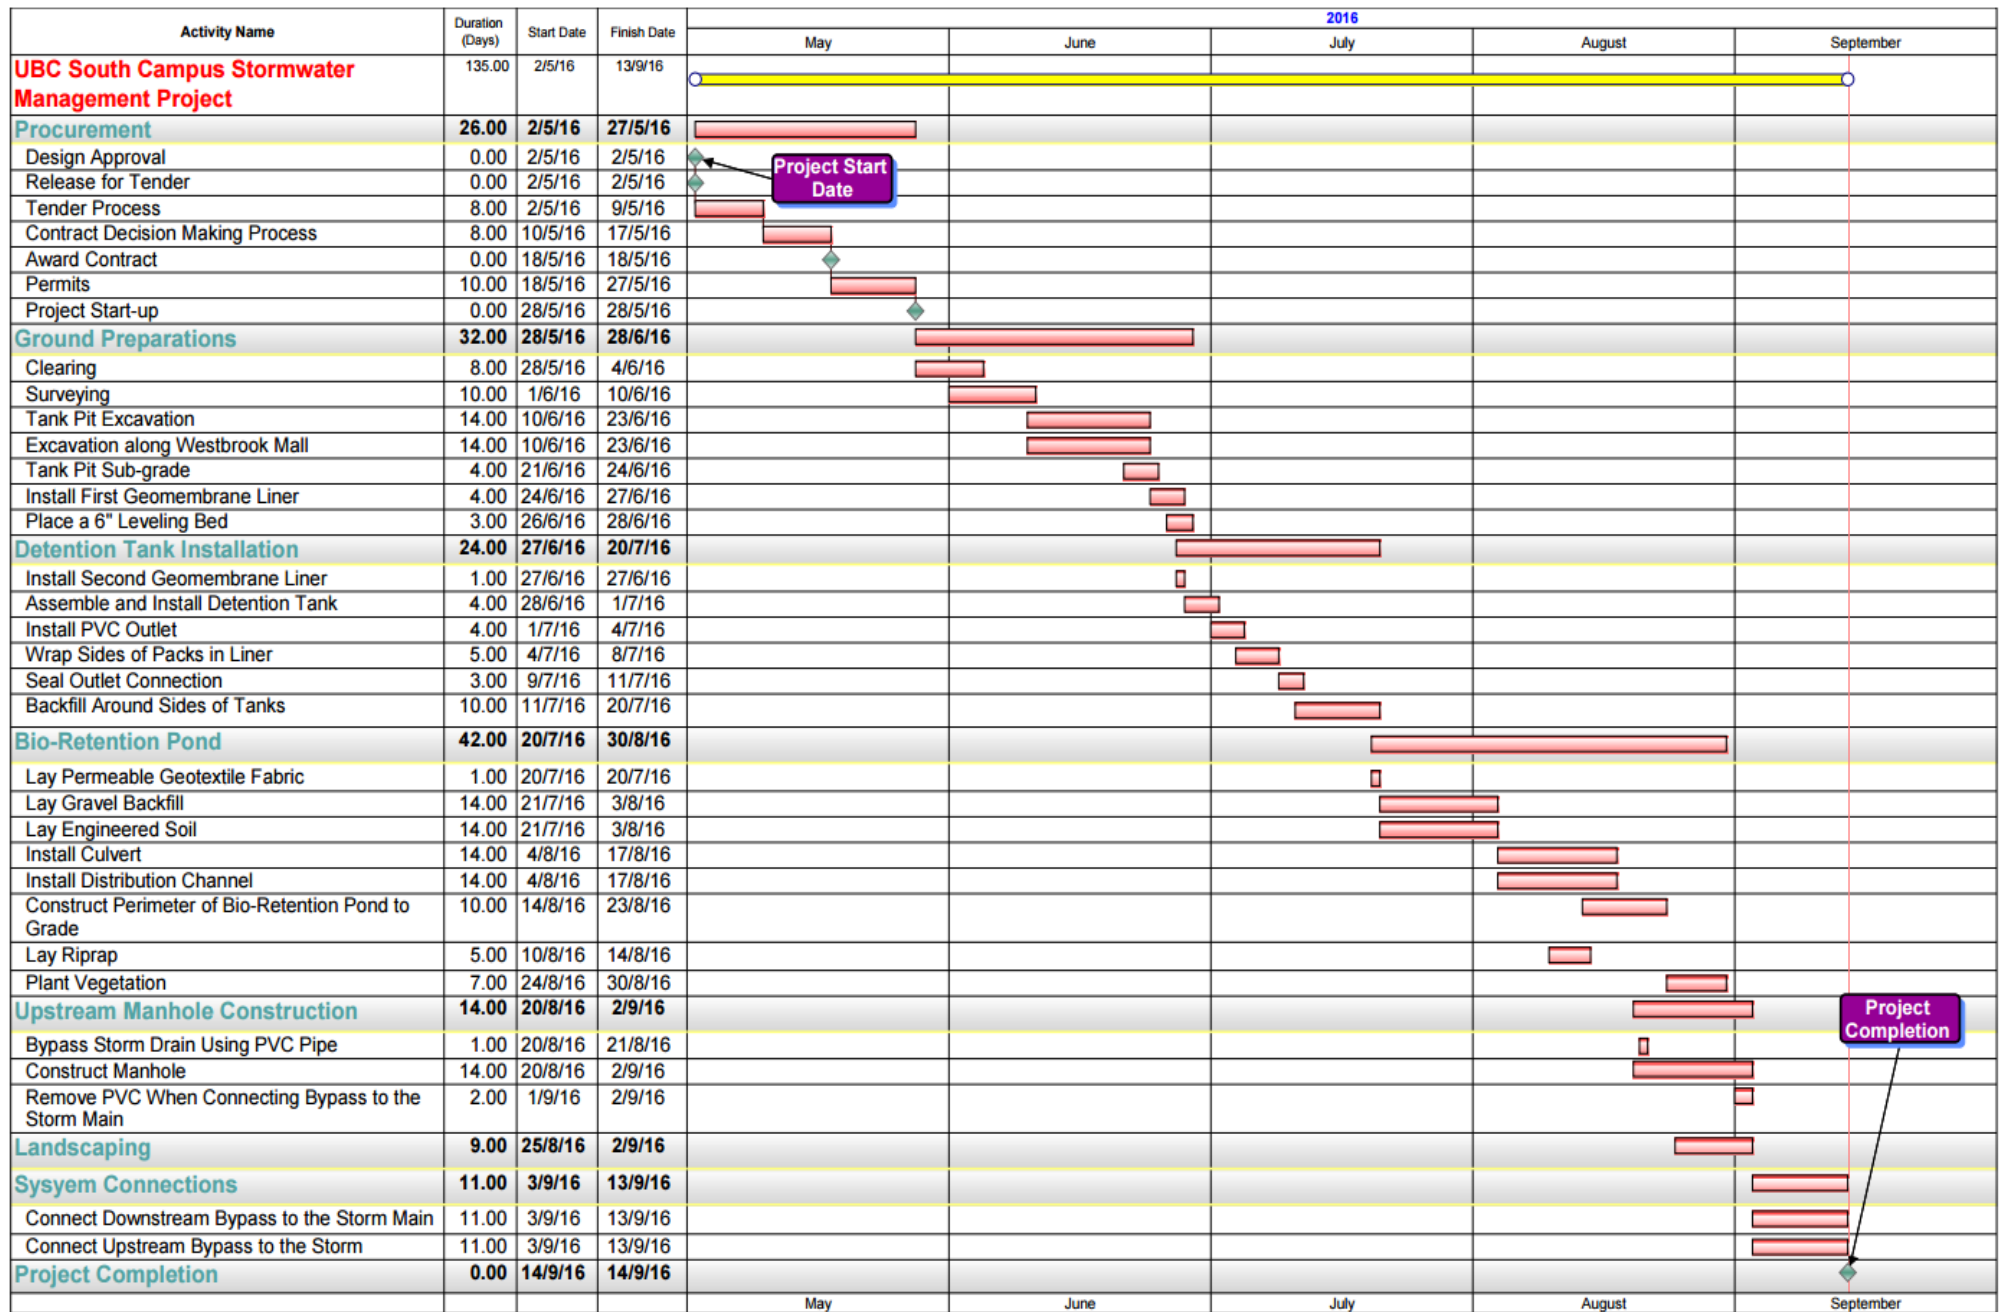 Activity Name Duration (Days) Start Date Finish Date 2016
May June July August September
UBC South Campus Stormwater 135.00 2/5/16 13/9/16
Management Project
Procurement 26.00 2/5/16 27/5/16
Design Approval 0.00 2/5/16 2/5/16
Project Start
Release for Tender 0.00 2/5/16 2/5/16
Date
Tender Process 8.00 2/5/16 9/5/16
Contract Decision Making Process 8.00 10/5/16 17/5/16
Award Contract 0.00 18/5/16 18/5/16
Permits 10.00 18/5/16 27/5/16
Project Start-up 0.00 28/5/16 28/5/16
Ground Preparations 32.00 28/5/16 28/6/16
Clearing 8.00 28/5/16 4/6/16
Surveying 10.00 1/6/16 10/6/16
Tank Pit Excavation 14.00 10/6/16 23/6/16
Excavation along Westbrook Mall 14.00 10/6/16 23/6/16
Tank Pit Sub-grade 4.00 21/6/16 24/6/16
Install First Geomembrane Liner 4.00 24/6/16 27/6/16
Place a 6" Leveling Bed 3.00 26/6/16 28/6/16
Detention Tank Installation 24.00 27/6/16 20/7/16
Install Second Geomembrane Liner 1.00 27/6/16 27/6/16
Assemble and Install Detention Tank 4.00 28/6/16 1/7/16
Install PVC Outlet 4.00 1/7/16 4/7/16
Wrap Sides of Packs in Liner 5.00 4/7/16 8/7/16
Seal Outlet Connection 3.00 9/7/16 11/7/16
Backfill Around Sides of Tanks 10.00 11/7/16 20/7/16
Bio-Retention Pond 42.00 20/7/16 30/8/16
Lay Permeable Geotextile Fabric 1.00 20/7/16 20/7/16
Lay Gravel Backfill 14.00 21/7/16 3/8/16
Lay Engineered Soil 14.00 21/7/16 3/8/16
Install Culvert 14.00 4/8/16 17/8/16
Install Distribution Channel 14.00 4/8/16 17/8/16
Construct Perimeter of Bio-Retention Pond to 10.00 14/8/16 23/8/16
Grade
Lay Riprap 5.00 10/8/16 14/8/16
Plant Vegetation 7.00 24/8/16 30/8/16
Upstream Manhole Construction 14.00 20/8/16 2/9/16
Project
Completion
Bypass Storm Drain Using PVC Pipe 1.00 20/8/16 21/8/16
Construct Manhole 14.00 20/8/16 2/9/16
Remove PVC When Connecting Bypass to the 2.00 1/9/16 2/9/16
Storm Main
Landscaping 9.00 25/8/16 2/9/16
Sysyem Connections 11.00 3/9/16 13/9/16
Connect Downstream Bypass to the Storm Main 11.00 3/9/16 13/9/16
Connect Upstream Bypass to the Storm 11.00 3/9/16 13/9/16
Project Completion 0.00 14/9/16 14/9/16
May June July August September